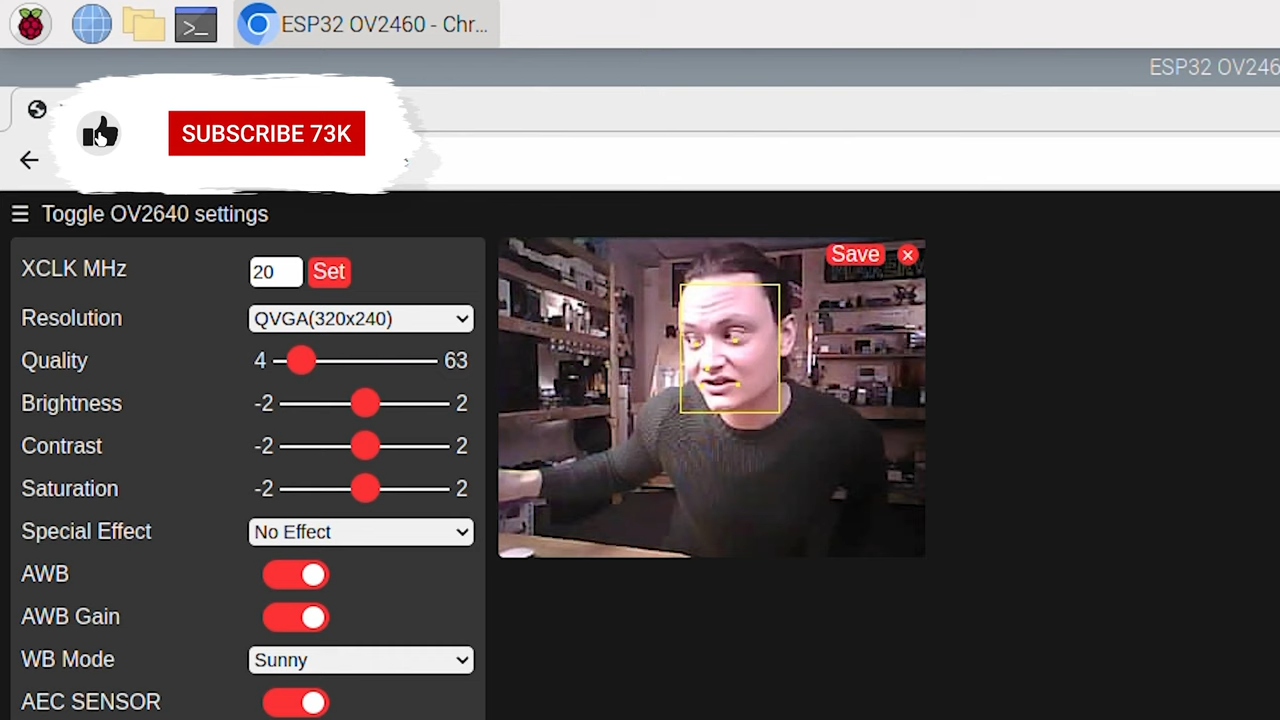 ESP32 OV2460 - Chr...
ESP32 OV246
SUBSCRIBE 73K
Toggle OV2640 settings
XCLK MHz 20 Set
Resolution QVGA(320x240)
Quality 4 63
Brightness -2 2
Contrast -2 2
Saturation -2 2
Special Effect No Effect
AWB
AWB Gain
WB Mode Sunny
AEC SENSOR
Save